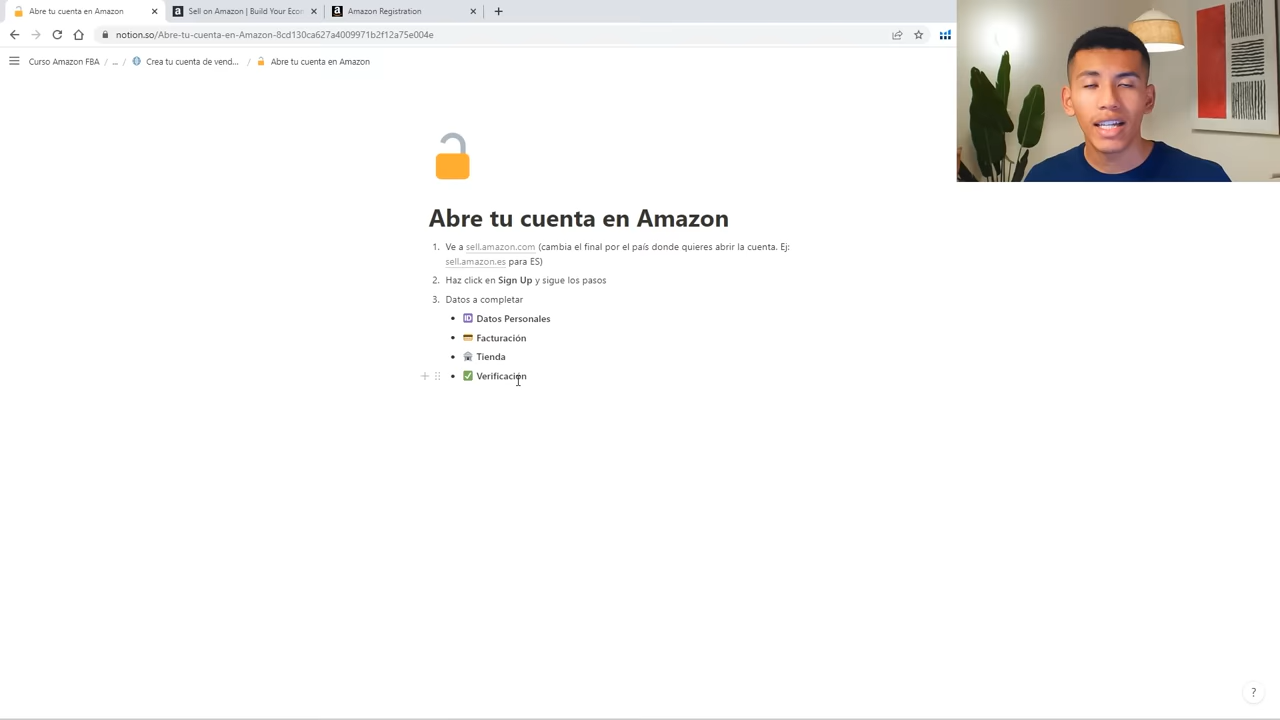 Abre tu cuenta en Amazon
Sell on Amazon | Build Your Econ
Amazon Registration
notion.so/Abre-tu-cuenta-en-Amazon-8cd130ca627a4009971b2f12a75e004e
Curso Amazon FBA / ... / Crea tu cuenta de vend... / Abre tu cuenta en Amazon
Abre tu cuenta en Amazon
1. Ve a sell.amazon.com (cambia el final por el país donde quieres abrir la cuenta. Ej:
sell.amazon.es para ES)
2. Haz click en Sign Up y sigue los pasos
3. Datos a completar
• 🆔 Datos Personales
• 💳 Facturación
• 🏚 Tienda
• ✅ Verificación
?